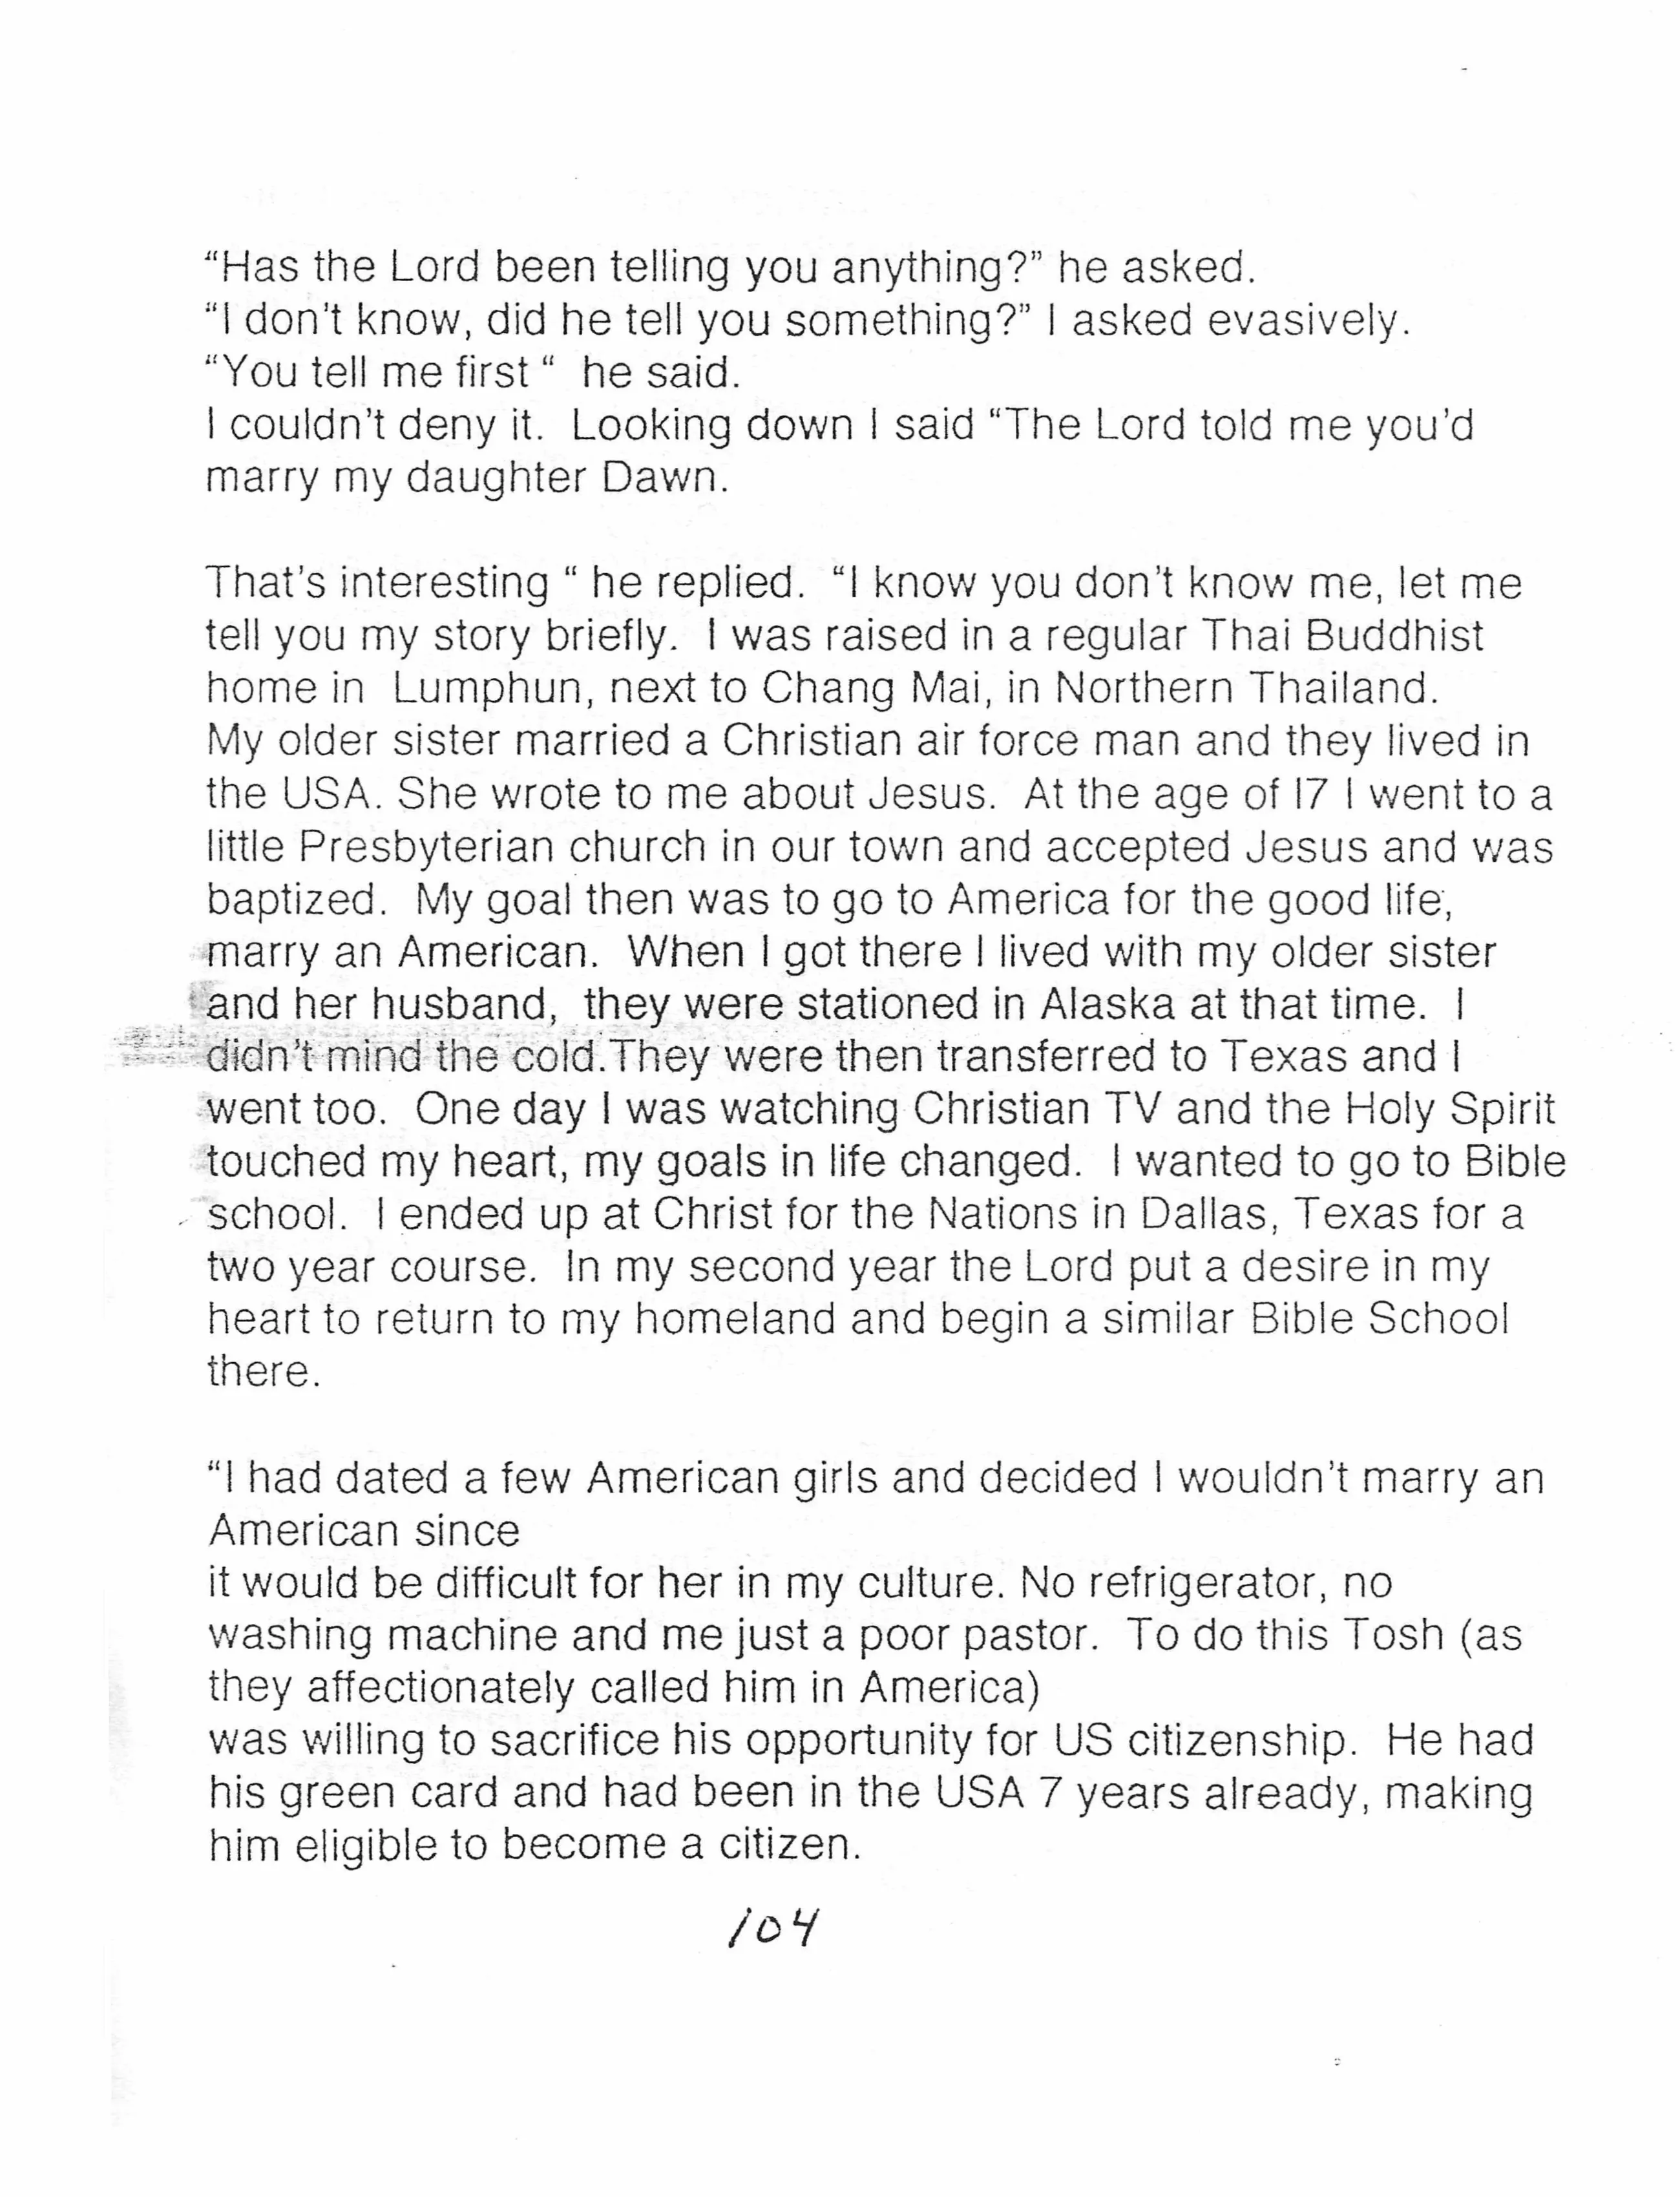 “Has the Lord been telling you anything?” he asked.
“I don't know, did he tell you something?” I asked evasively.
“You tell me first “  he said.
I couldn't deny it.  Looking down I said “The Lord told me you'd
marry my daughter Dawn.

That's interesting “ he replied.  “I know you don't know me, let me
tell you my story briefly.  I was raised in a regular Thai Buddhist
home in  Lumphun, next to Chang Mai, in Northern Thailand.
My older sister married a Christian air force man and they lived in
the USA. She wrote to me about Jesus.  At the age of l7 I went to a
little Presbyterian church in our town and accepted Jesus and was
baptized.  My goal then was to go to America for the good life,
marry an American.  When I got there I lived with my older sister
and her husband,  they were stationed in Alaska at that time.  I
didn't mind the cold.They were then transferred to Texas and I
went too.  One day I was watching Christian TV and the Holy Spirit
touched my heart, my goals in life changed.  I wanted to go to Bible
school.  I ended up at Christ for the Nations in Dallas, Texas for a
two year course.  In my second year the Lord put a desire in my
heart to return to my homeland and begin a similar Bible School
there.

“I had dated a few American girls and decided I wouldn't marry an
American since
it would be difficult for her in my culture. No refrigerator, no
washing machine and me just a poor pastor.  To do this Tosh (as
they affectionately called him in America)
was willing to sacrifice his opportunity for US citizenship.  He had
his green card and had been in the USA 7 years already, making
him eligible to become a citizen.
104